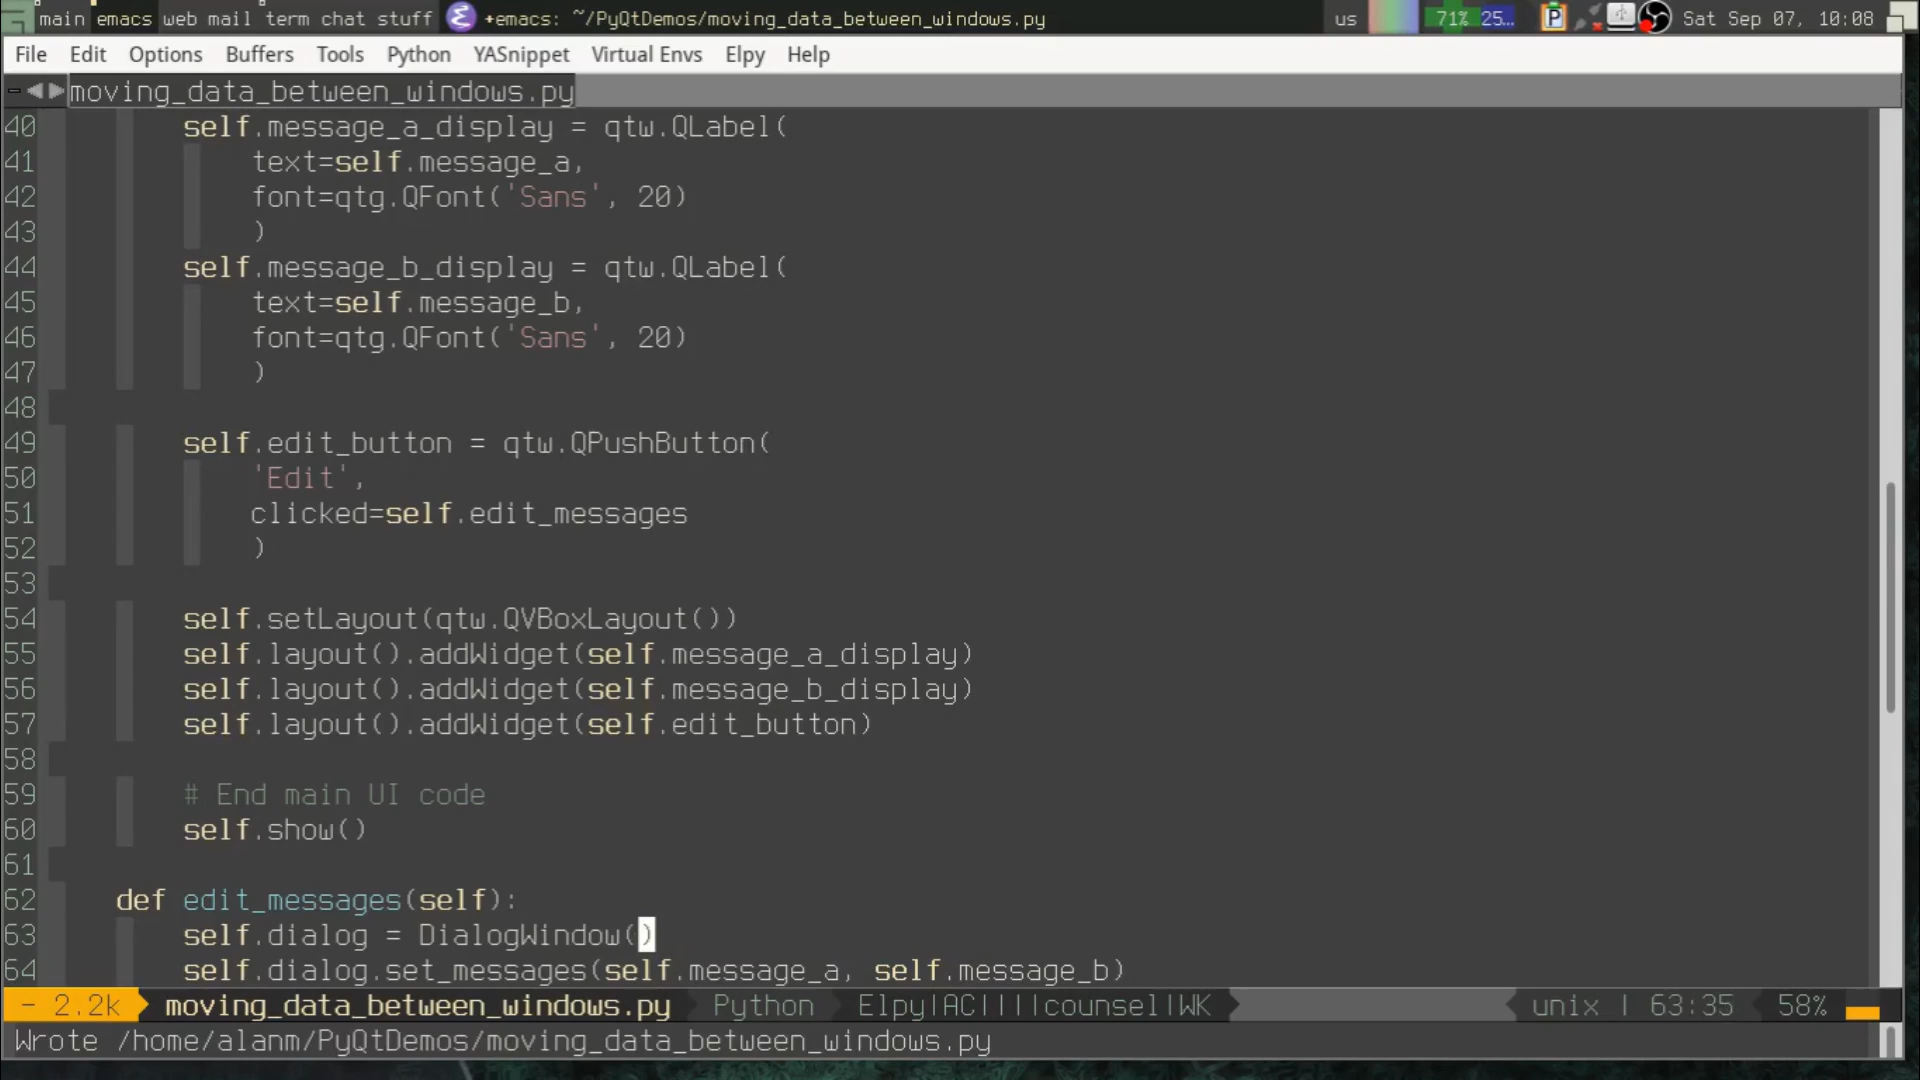 main emacs web mail term chat stuff +emacs: ~/PyQtDemos/moving_data_between_windows.py us 71% 25... P Sat Sep 07, 10:08
File Edit Options Buffers Tools Python YASnippet Virtual Envs Elpy Help
moving_data_between_windows.py
40 self.message_a_display = qtw.QLabel(
41 text=self.message_a,
42 font=qtg.QFont('Sans', 20)
43 )
44 self.message_b_display = qtw.QLabel(
45 text=self.message_b,
46 font=qtg.QFont('Sans', 20)
47 )
48
49 self.edit_button = qtw.QPushButton(
50 'Edit',
51 clicked=self.edit_messages
52 )
53
54 self.setLayout(qtw.QVBoxLayout())
55 self.layout().addWidget(self.message_a_display)
56 self.layout().addWidget(self.message_b_display)
57 self.layout().addWidget(self.edit_button)
58
59 # End main UI code
60 self.show()
61
62 def edit_messages(self):
63 self.dialog = DialogWindow()
64 self.dialog.set_messages(self.message_a, self.message_b)
- 2.2k moving_data_between_windows.py Python Elpy|AC||||counsel|WK unix | 63:35 58%
Wrote /home/alanm/PyQtDemos/moving_data_between_windows.py